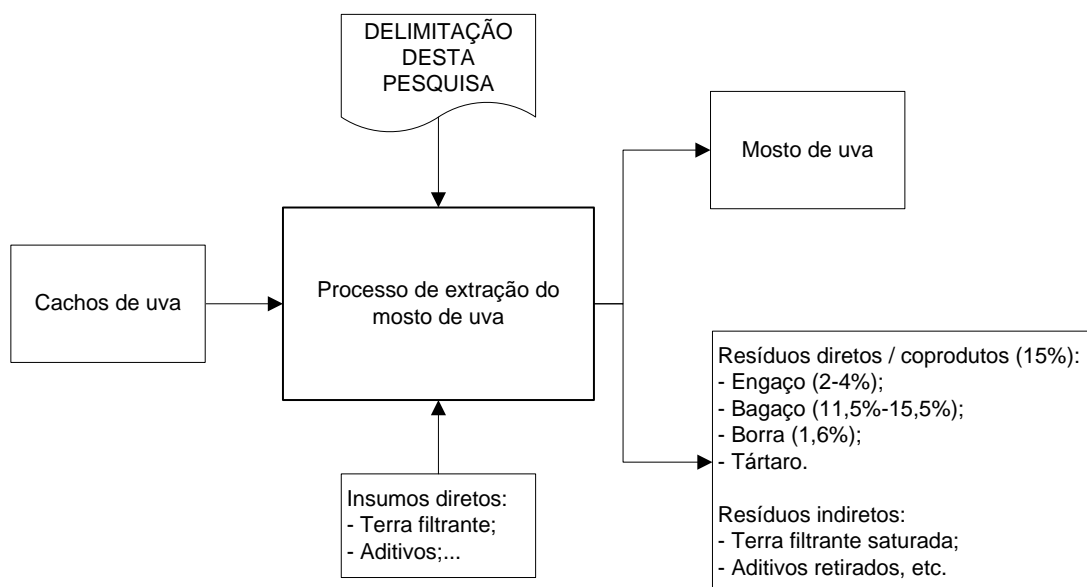 DELIMITAÇÃO
DESTA
PESQUISA
Mosto de uva
Cachos de uva
Processo de extração do
mosto de uva
Resíduos diretos / coprodutos (15%):
- Engaço (2-4%);
- Bagaço (11,5%-15,5%);
- Borra (1,6%);
- Tártaro.
Resíduos indiretos:
- Terra filtrante saturada;
- Aditivos retirados, etc.
Insumos diretos:
- Terra filtrante;
- Aditivos;...